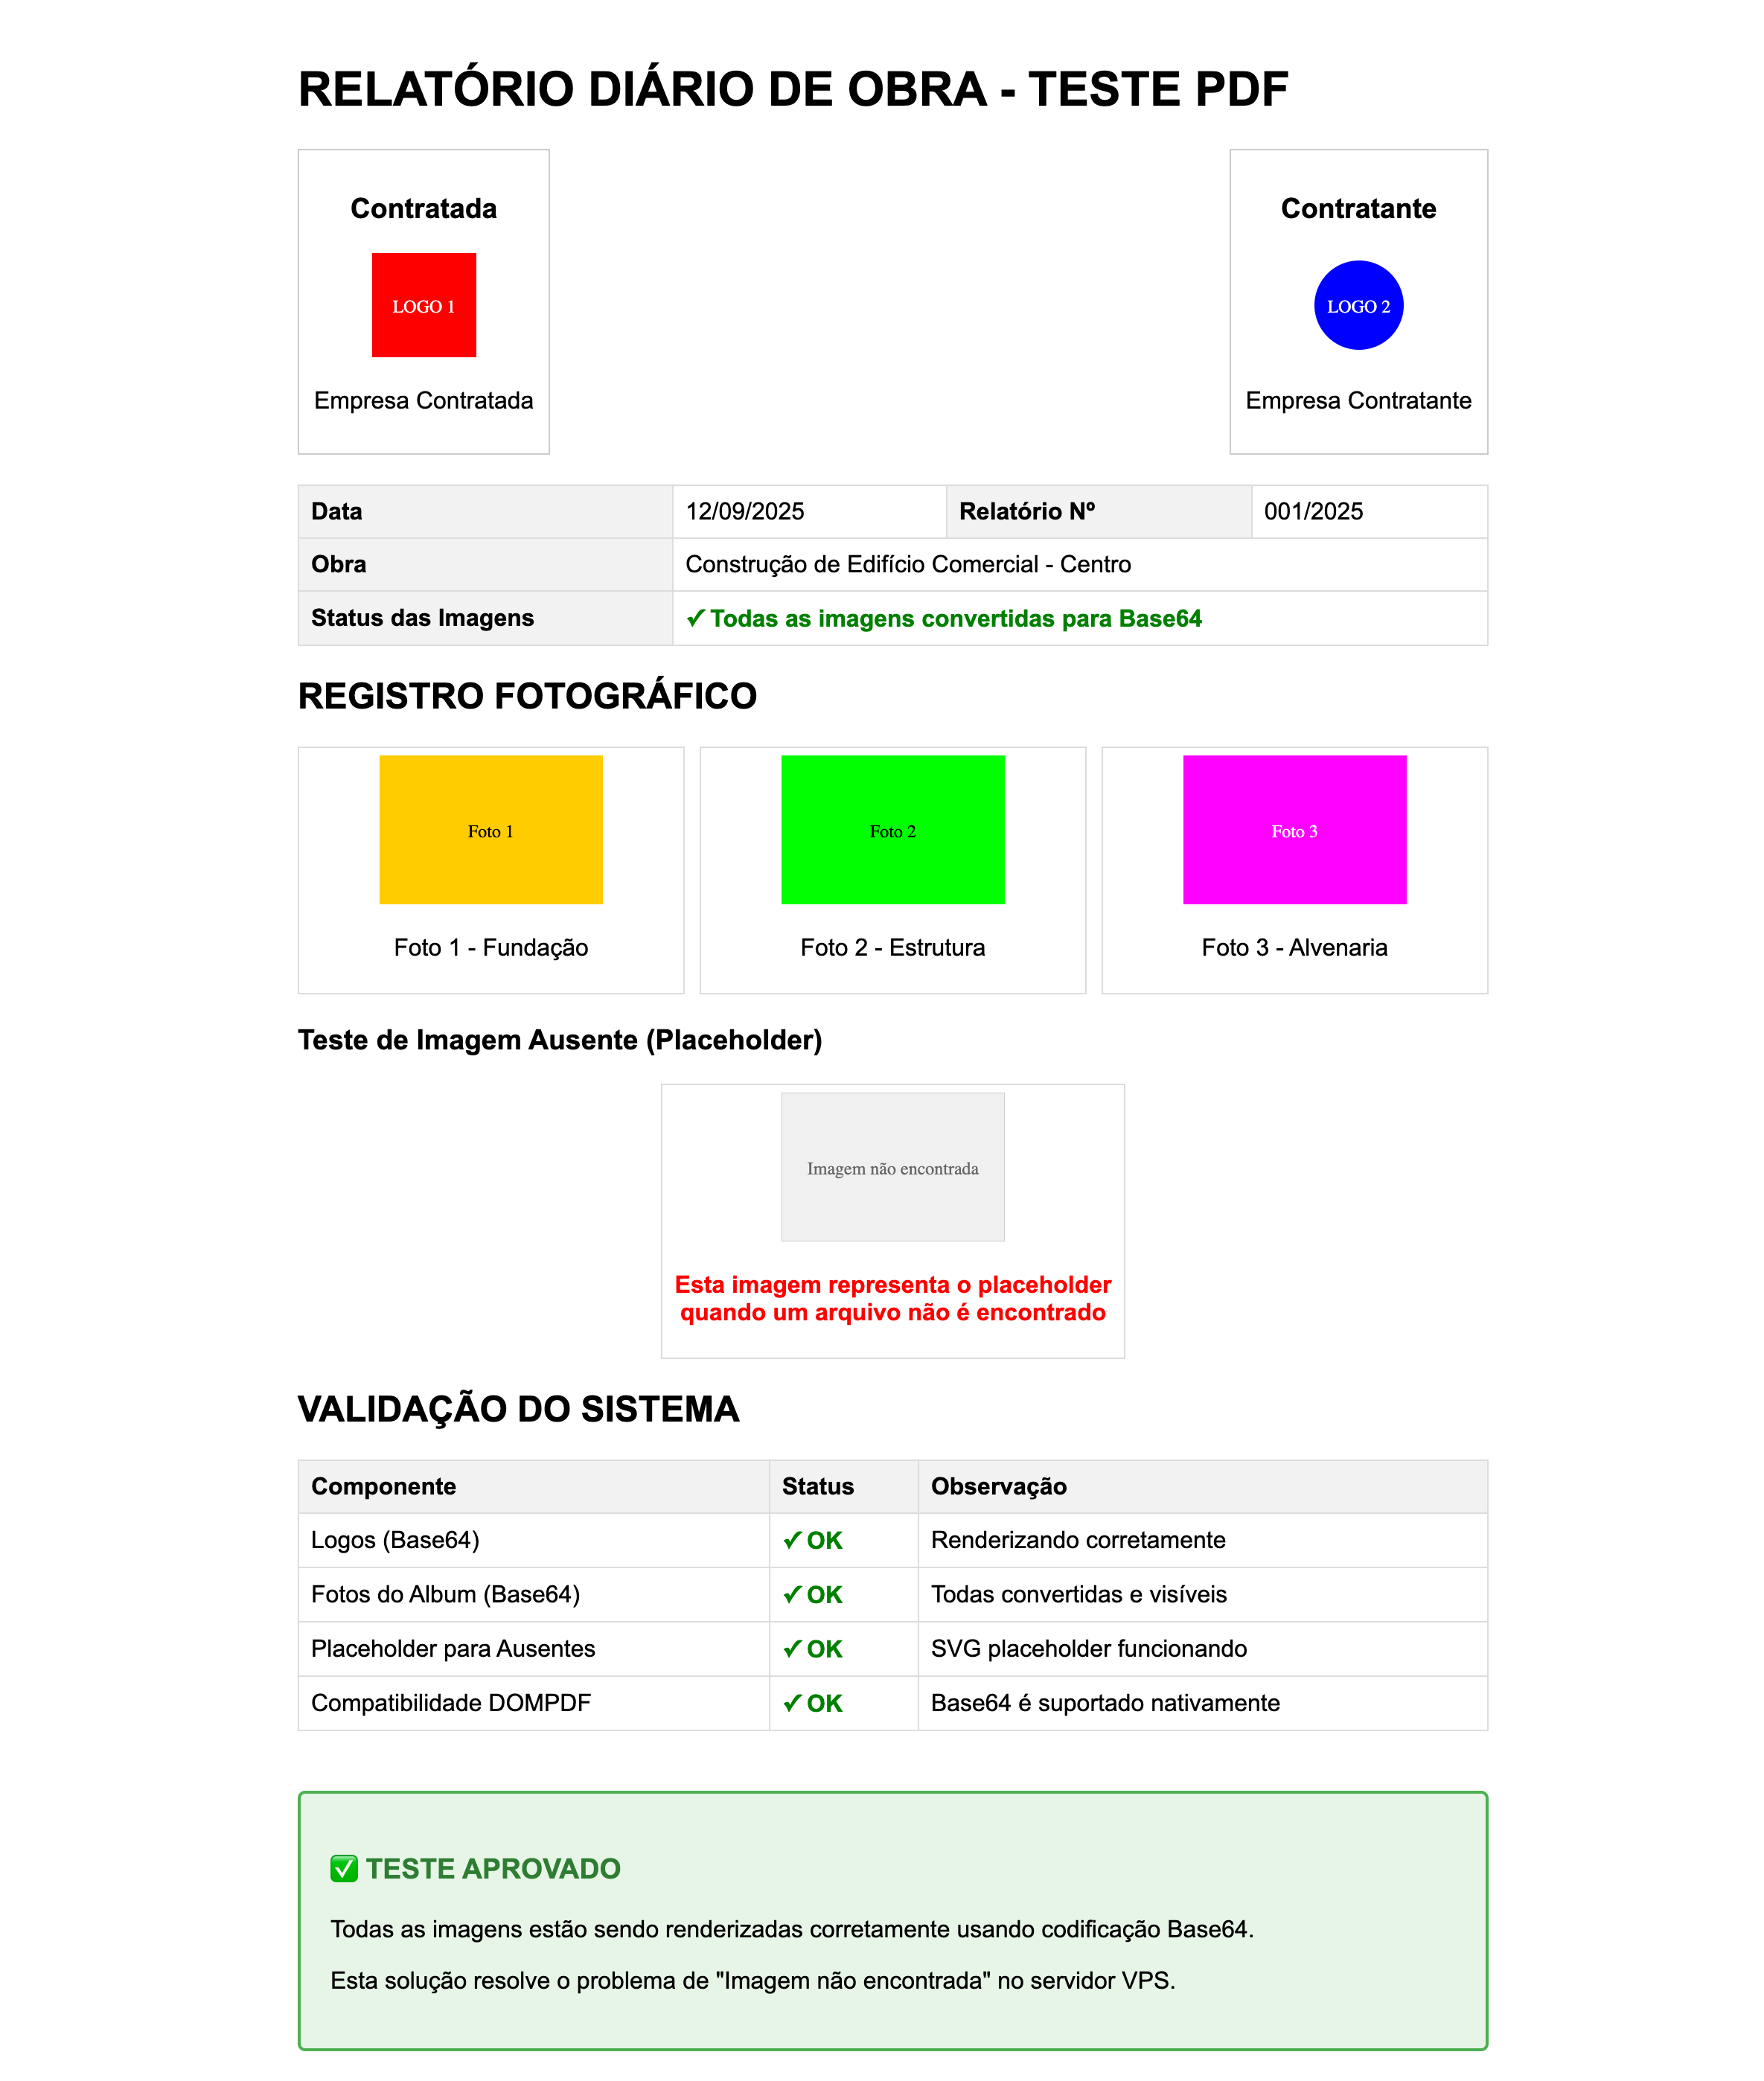 RELATÓRIO DIÁRIO DE OBRA - TESTE PDF
Contratada
LOGO 1
Empresa Contratada
Contratante
LOGO 2
Empresa Contratante
Data 12/09/2025 Relatório Nº 001/2025
Obra Construção de Edifício Comercial - Centro
Status das Imagens ✓ Todas as imagens convertidas para Base64
REGISTRO FOTOGRÁFICO
Foto 1
Foto 1 - Fundação
Foto 2
Foto 2 - Estrutura
Foto 3
Foto 3 - Alvenaria
Teste de Imagem Ausente (Placeholder)
Imagem não encontrada
Esta imagem representa o placeholder
quando um arquivo não é encontrado
VALIDAÇÃO DO SISTEMA
Componente Status Observação
Logos (Base64) ✓ OK Renderizando corretamente
Fotos do Album (Base64) ✓ OK Todas convertidas e visíveis
Placeholder para Ausentes ✓ OK SVG placeholder funcionando
Compatibilidade DOMPDF ✓ OK Base64 é suportado nativamente
✅ TESTE APROVADO
Todas as imagens estão sendo renderizadas corretamente usando codificação Base64.
Esta solução resolve o problema de "Imagem não encontrada" no servidor VPS.